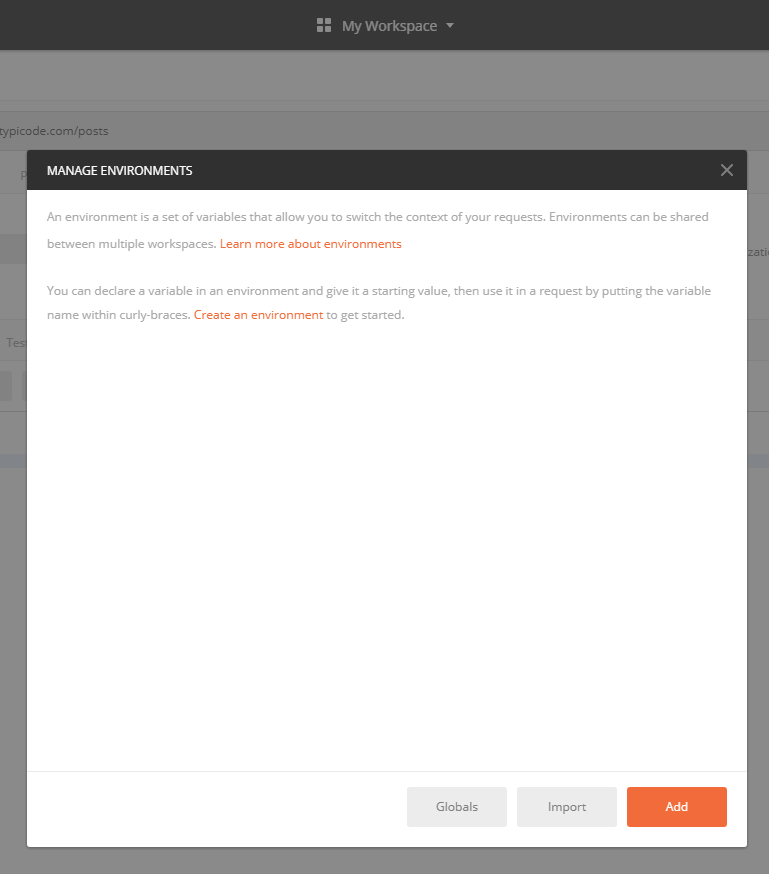 My Workspace
typicode.com/posts
MANAGE ENVIRONMENTS
An environment is a set of variables that allow you to switch the context of your requests. Environments can be shared
between multiple workspaces. Learn more about environments
You can declare a variable in an environment and give it a starting value, then use it in a request by putting the variable
name within curly-braces. Create an environment to get started.
Globals
Import
Add